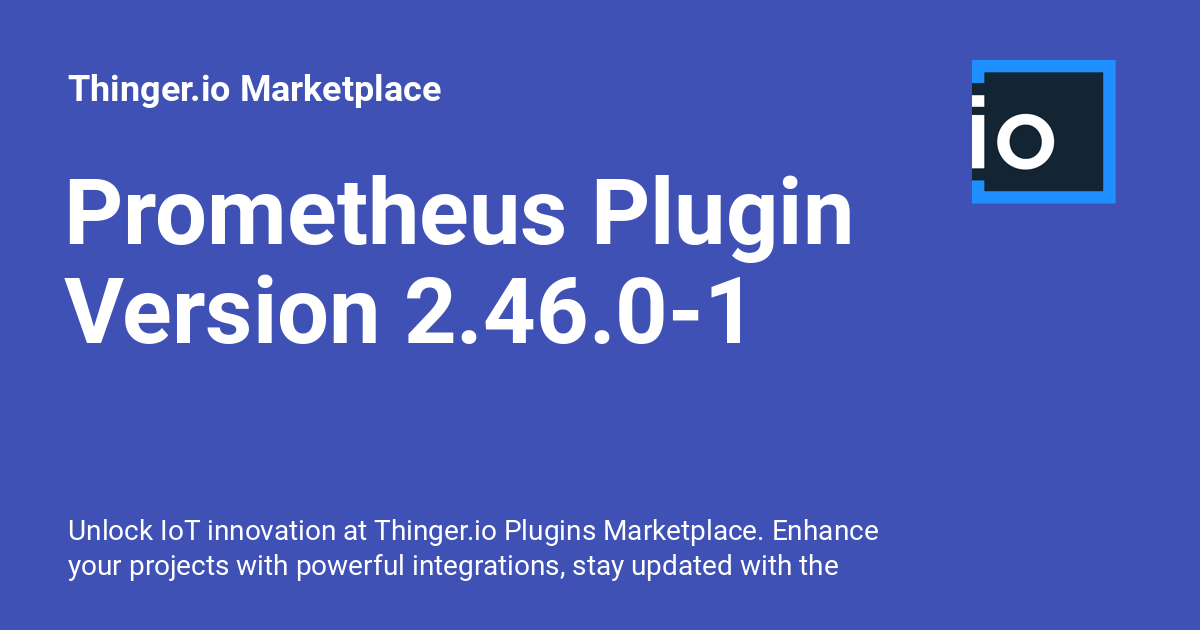 Thinger.io Marketplace
io
Prometheus Plugin
Version 2.46.0-1
Unlock IoT innovation at Thinger.io Plugins Marketplace. Enhance
your projects with powerful integrations, stay updated with the